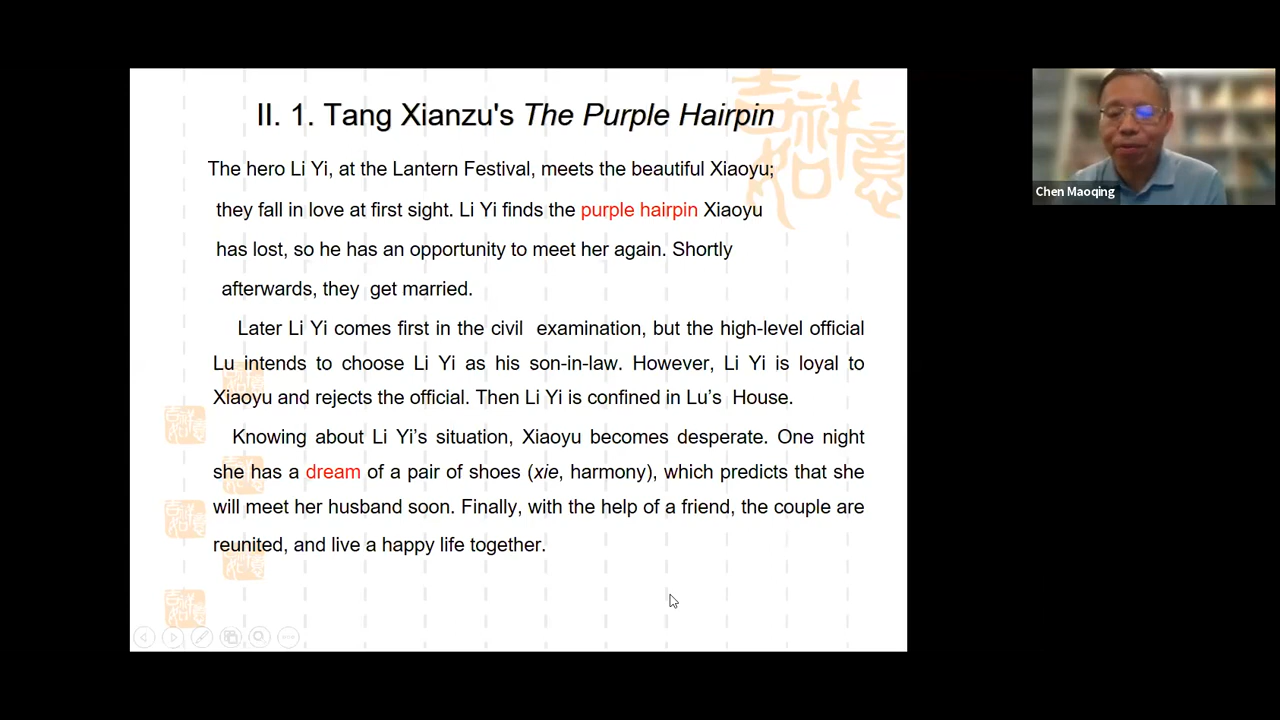 II. 1. Tang Xianzu's The Purple Hairpin
The hero Li Yi, at the Lantern Festival, meets the beautiful Xiaoyu;
they fall in love at first sight. Li Yi finds the purple hairpin Xiaoyu
has lost, so he has an opportunity to meet her again. Shortly
afterwards, they get married.
Later Li Yi comes first in the civil examination, but the high-level official
Lu intends to choose Li Yi as his son-in-law. However, Li Yi is loyal to
Xiaoyu and rejects the official. Then Li Yi is confined in Lu’s House.
Knowing about Li Yi’s situation, Xiaoyu becomes desperate. One night
she has a dream of a pair of shoes (xie, harmony), which predicts that she
will meet her husband soon. Finally, with the help of a friend, the couple are
reunited, and live a happy life together.
吉祥如意
Chen Maoqing